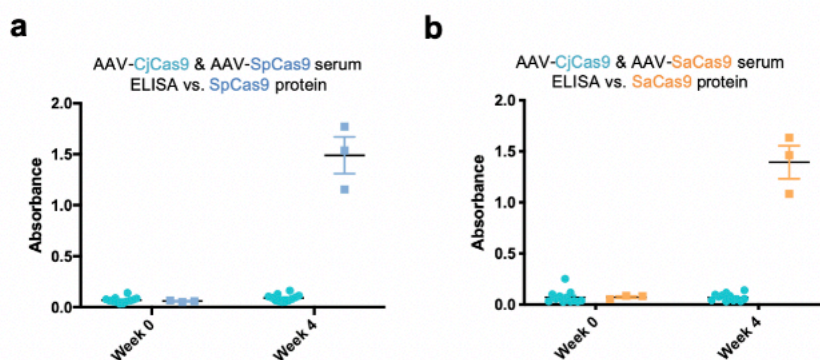 a
AAV-CjCas9 & AAV-SpCas9 serum
ELISA vs. SpCas9 protein
Absorbance
2.0
1.5
1.0
0.5
0.0
Week 0
Week 4
b
AAV-CjCas9 & AAV-SaCas9 serum
ELISA vs. SaCas9 protein
Absorbance
2.0
1.5
1.0
0.5
0.0
Week 0
Week 4